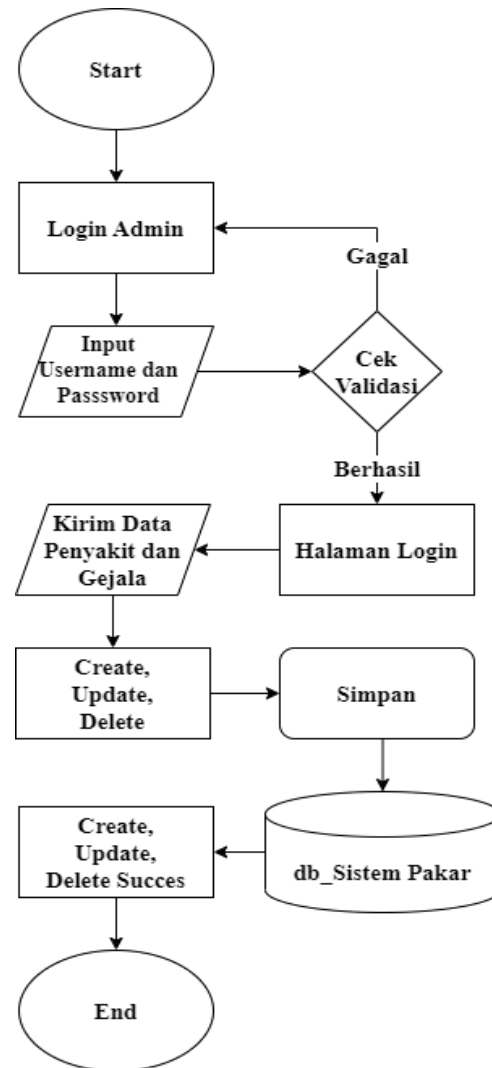 Start
Login Admin
Gagal
Input
Username dan
Passsword
Cek
Validasi
Berhasil
Kirim Data
Penyakit dan
Gejala
Halaman Login
Create,
Update,
Delete
Simpan
Create,
Update,
Delete Succes
db_Sistem Pakar
End